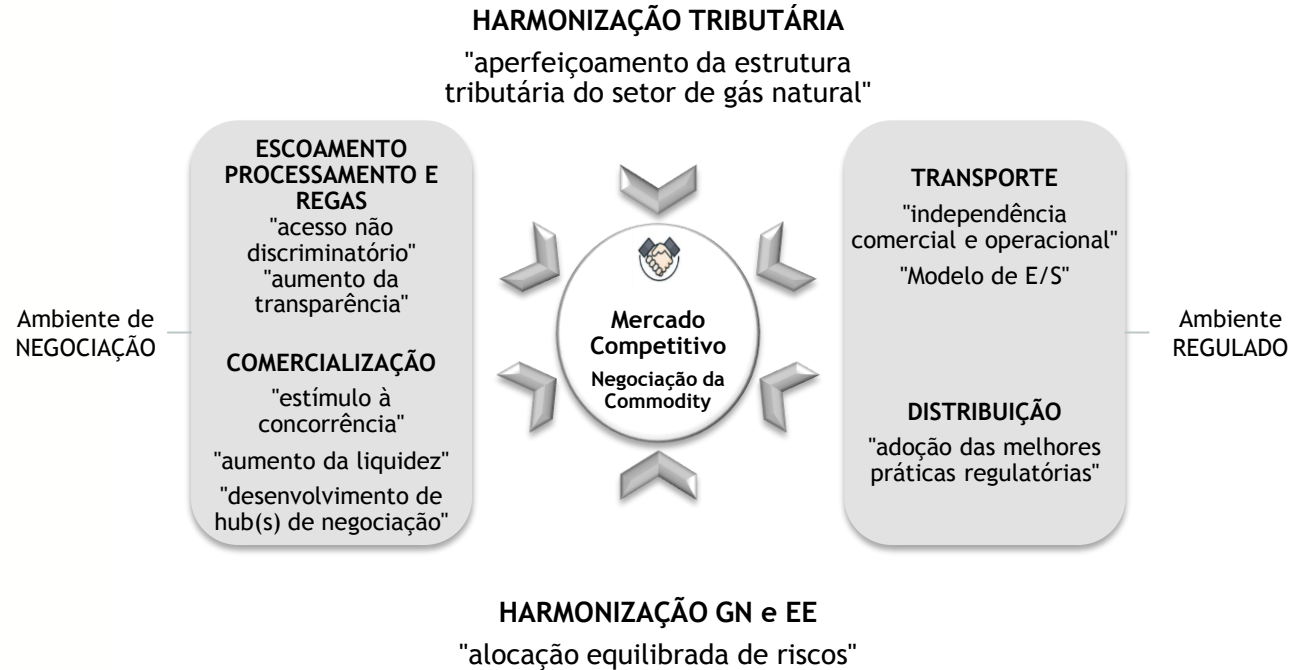 HARMONIZAÇÃO TRIBUTÁRIA
"aperfeiçoamento da estrutura
tributária do setor de gás natural"
Ambiente de
NEGOCIAÇÃO
ESCOAMENTO
PROCESSAMENTO E
REGAS
"acesso não
discriminatório"
"aumento da
transparência"
COMERCIALIZAÇÃO
"estímulo à
concorrência"
"aumento da liquidez"
"desenvolvimento de
hub(s) de negociação"
Mercado
Competitivo
Negociação da
Commodity
TRANSPORTE
"independência
comercial e operacional"
"Modelo de E/S"
DISTRIBUIÇÃO
"adoção das melhores
práticas regulatórias"
Ambiente
REGULADO
HARMONIZAÇÃO GN e EE
"alocação equilibrada de riscos"